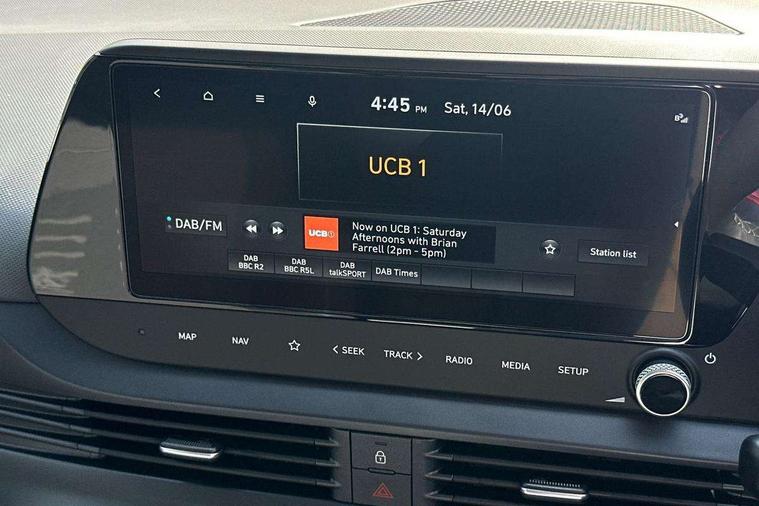 4:45 PM Sat, 14/06
UCB 1
DAB/FM
UCB1
Now on UCB 1: Saturday
Afternoons with Brian
Farrell (2pm - 5pm)
Station list
DAB
BBC R2
DAB
BBC R5L
DAB
talkSPORT
DAB Times
MAP
NAV
< SEEK
TRACK >
RADIO
MEDIA
SETUP